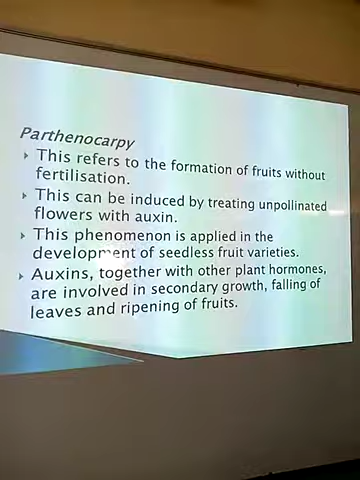 Parthenocarpy
This refers to the formation of fruits without
fertilisation.
This can be induced by treating unpollinated
flowers with auxin.
This phenomenon is applied in the
development of seedless fruit varieties.
Auxins, together with other plant hormones,
are involved in secondary growth, falling of
leaves and ripening of fruits.